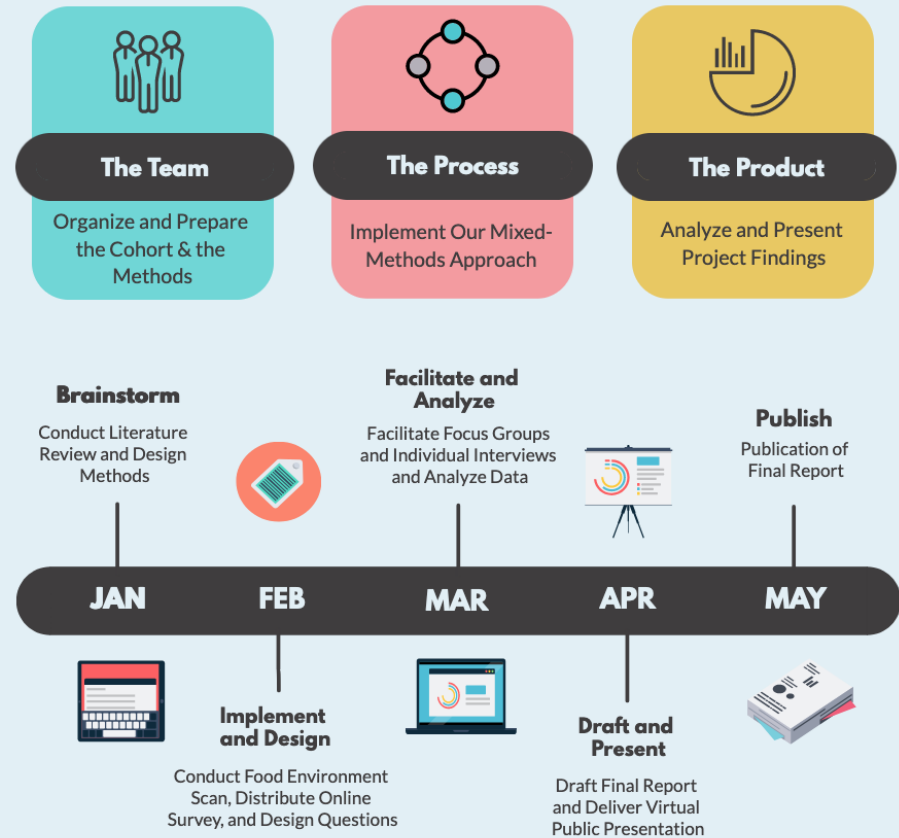 The Team
Organize and Prepare
the Cohort & the
Methods
The Process
Implement Our Mixed-
Methods Approach
The Product
Analyze and Present
Project Findings
Brainstorm
Conduct Literature
Review and Design
Methods
Facilitate and
Analyze
Facilitate Focus Groups
and Individual Interviews
and Analyze Data
Publish
Publication of
Final Report
JAN
FEB
MAR
APR
MAY
Implement
and Design
Conduct Food Environment
Scan, Distribute Online
Survey, and Design Questions
Draft and
Present
Draft Final Report
and Deliver Virtual
Public Presentation